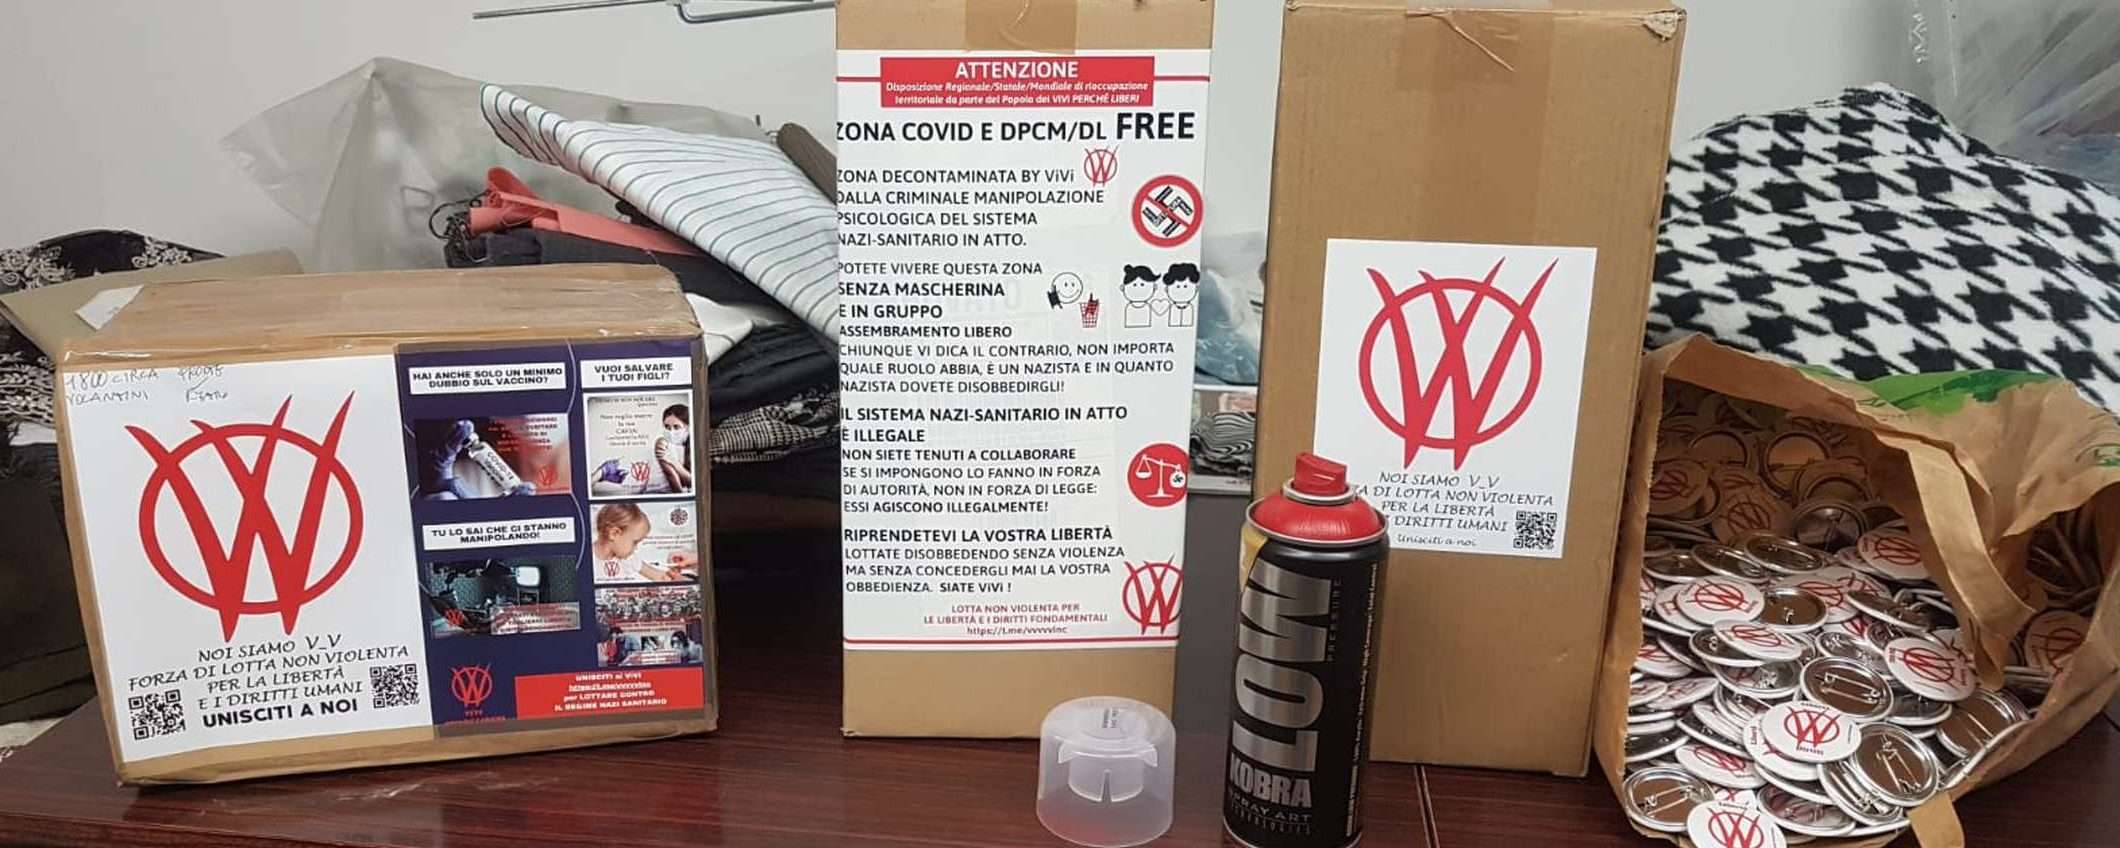 1800 CIRCA
VOLANTINI
NOI SIAMO V_V
FORZA DI LOTTA NON VIOLENTA
PER LA LIBERTÀ
E I DIRITTI UMANI
UNISCITI A NOI
HAI ANCHE SOLO UN MINIMO
DUBBIO SUL VACCINO?
VUOI SALVARE
I TUOI FIGLI?
TU LO SAI CHE CI STANNO
MANIPOLANDO!
UNISCITI ai ViVi
https://t.me/vvvvvinc
per LOTTARE CONTRO
IL REGIME NAZI SANITARIO
ATTENZIONE
Disposizione Regionale/Statale/Mondiale di rioccupazione
territoriale da parte del Popolo dei VIVI PERCHÉ LIBERI
ZONA COVID E DPCM/DL FREE
ZONA DECONTAMINATA BY ViVi
DALLA CRIMINALE MANIPOLAZIONE
PSICOLOGICA DEL SISTEMA
NAZI-SANITARIO IN ATTO.
POTETE VIVERE QUESTA ZONA
SENZA MASCHERINA
E IN GRUPPO
ASSEMBRAMENTO LIBERO
CHIUNQUE VI DICA IL CONTRARIO, NON IMPORTA
QUALE RUOLO ABBIA, È UN NAZISTA E IN QUANTO
NAZISTA DOVETE DISOBBEDIRGLI!
IL SISTEMA NAZI-SANITARIO IN ATTO
È ILLEGALE
NON SIETE TENUTI A COLLABORARE
SE SI IMPONGONO LO FANNO IN FORZA
DI AUTORITÀ, NON IN FORZA DI LEGGE:
ESSI AGISCONO ILLEGALMENTE!
RIPRENDETEVI LA VOSTRA LIBERTÀ
LOTTATE DISOBBEDENDO SENZA VIOLENZA
MA SENZA CONCEDERGLI MAI LA VOSTRA
OBBEDIENZA. SIATE ViVi !
LOTTA NON VIOLENTA PER
LE LIBERTÀ E I DIRITTI FONDAMENTALI
https://t.me/vvvvvinc
LOW
PRESSURE
KOBRA
SPRAY ART
TECHNOLOGIES
NOI SIAMO V_V
ZA DI LOTTA NON VIOLENTA
PER LA LIBERTÀ
DIRITTI UMANI
Unisciti a noi